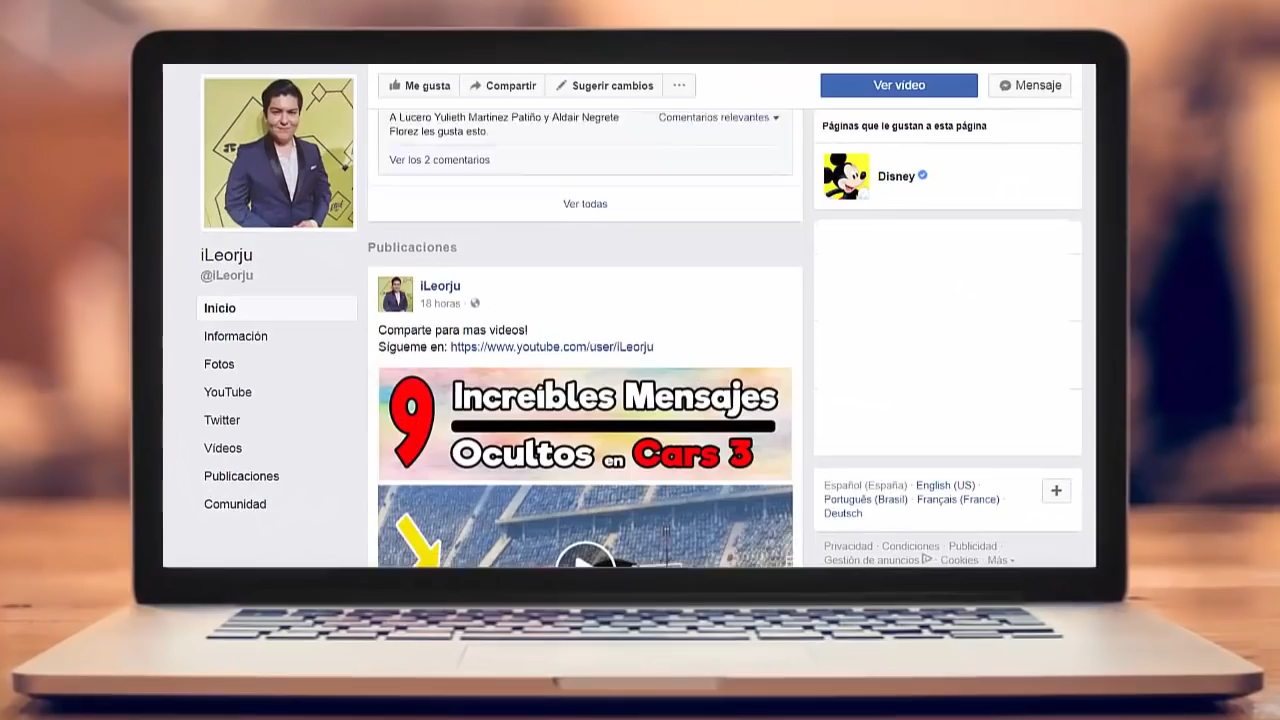 Me gusta
Compartir
Sugerir cambios
Ver vídeo
Mensaje
A Lucero Yulieth Martinez Patiño y Aldair Negrete
Florez les gusta esto.
Comentarios relevantes
Ver los 2 comentarios
Ver todas
Páginas que le gustan a esta página
Disney
iLeorju
@iLeorju
Inicio
Información
Fotos
YouTube
Twitter
Vídeos
Publicaciones
Comunidad
Publicaciones
iLeorju
18 horas ·
Comparte para mas videos!
Sígueme en: https://www.youtube.com/user/iLeorju
9 Increíbles Mensajes
Ocultos en Cars 3
Español (España) · English (US) ·
Português (Brasil) · Français (France) ·
Deutsch
Privacidad · Condiciones · Publicidad ·
Gestión de anuncios · Cookies · Más